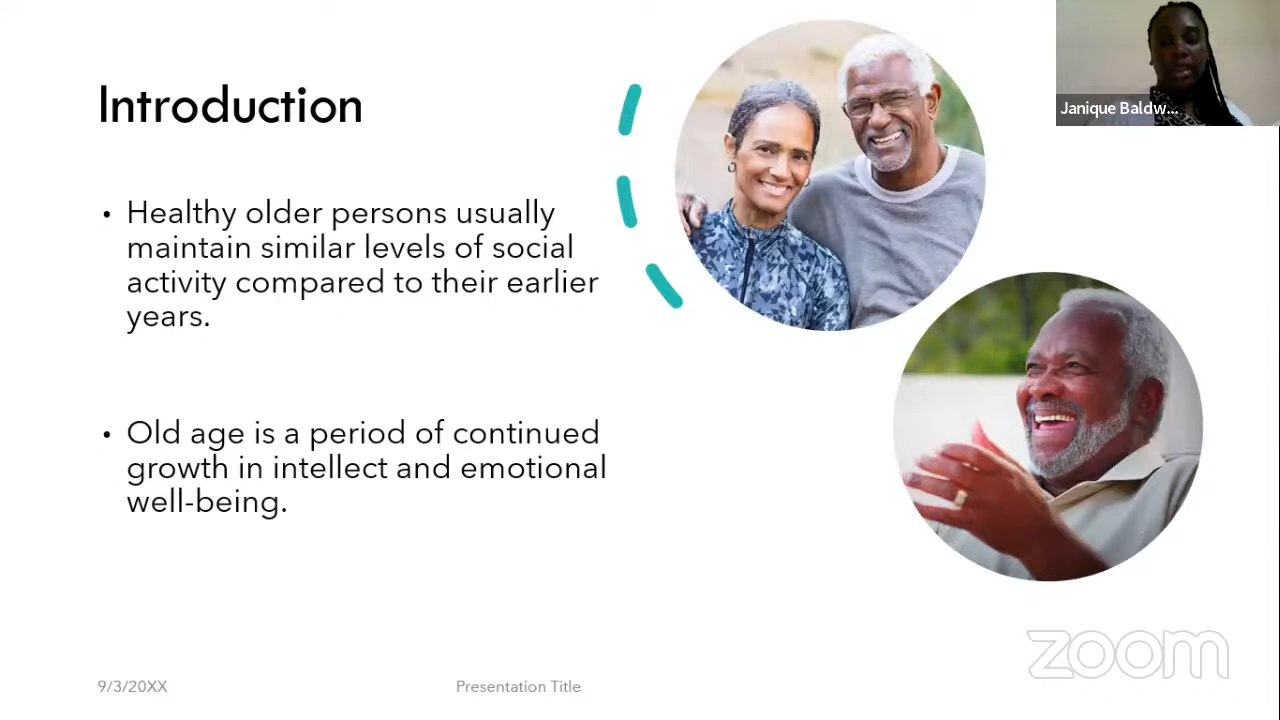 Introduction
• Healthy older persons usually
maintain similar levels of social
activity compared to their earlier
years.
• Old age is a period of continued
growth in intellect and emotional
well-being.
Janique Baldw...
zoom
9/3/20XX
Presentation Title